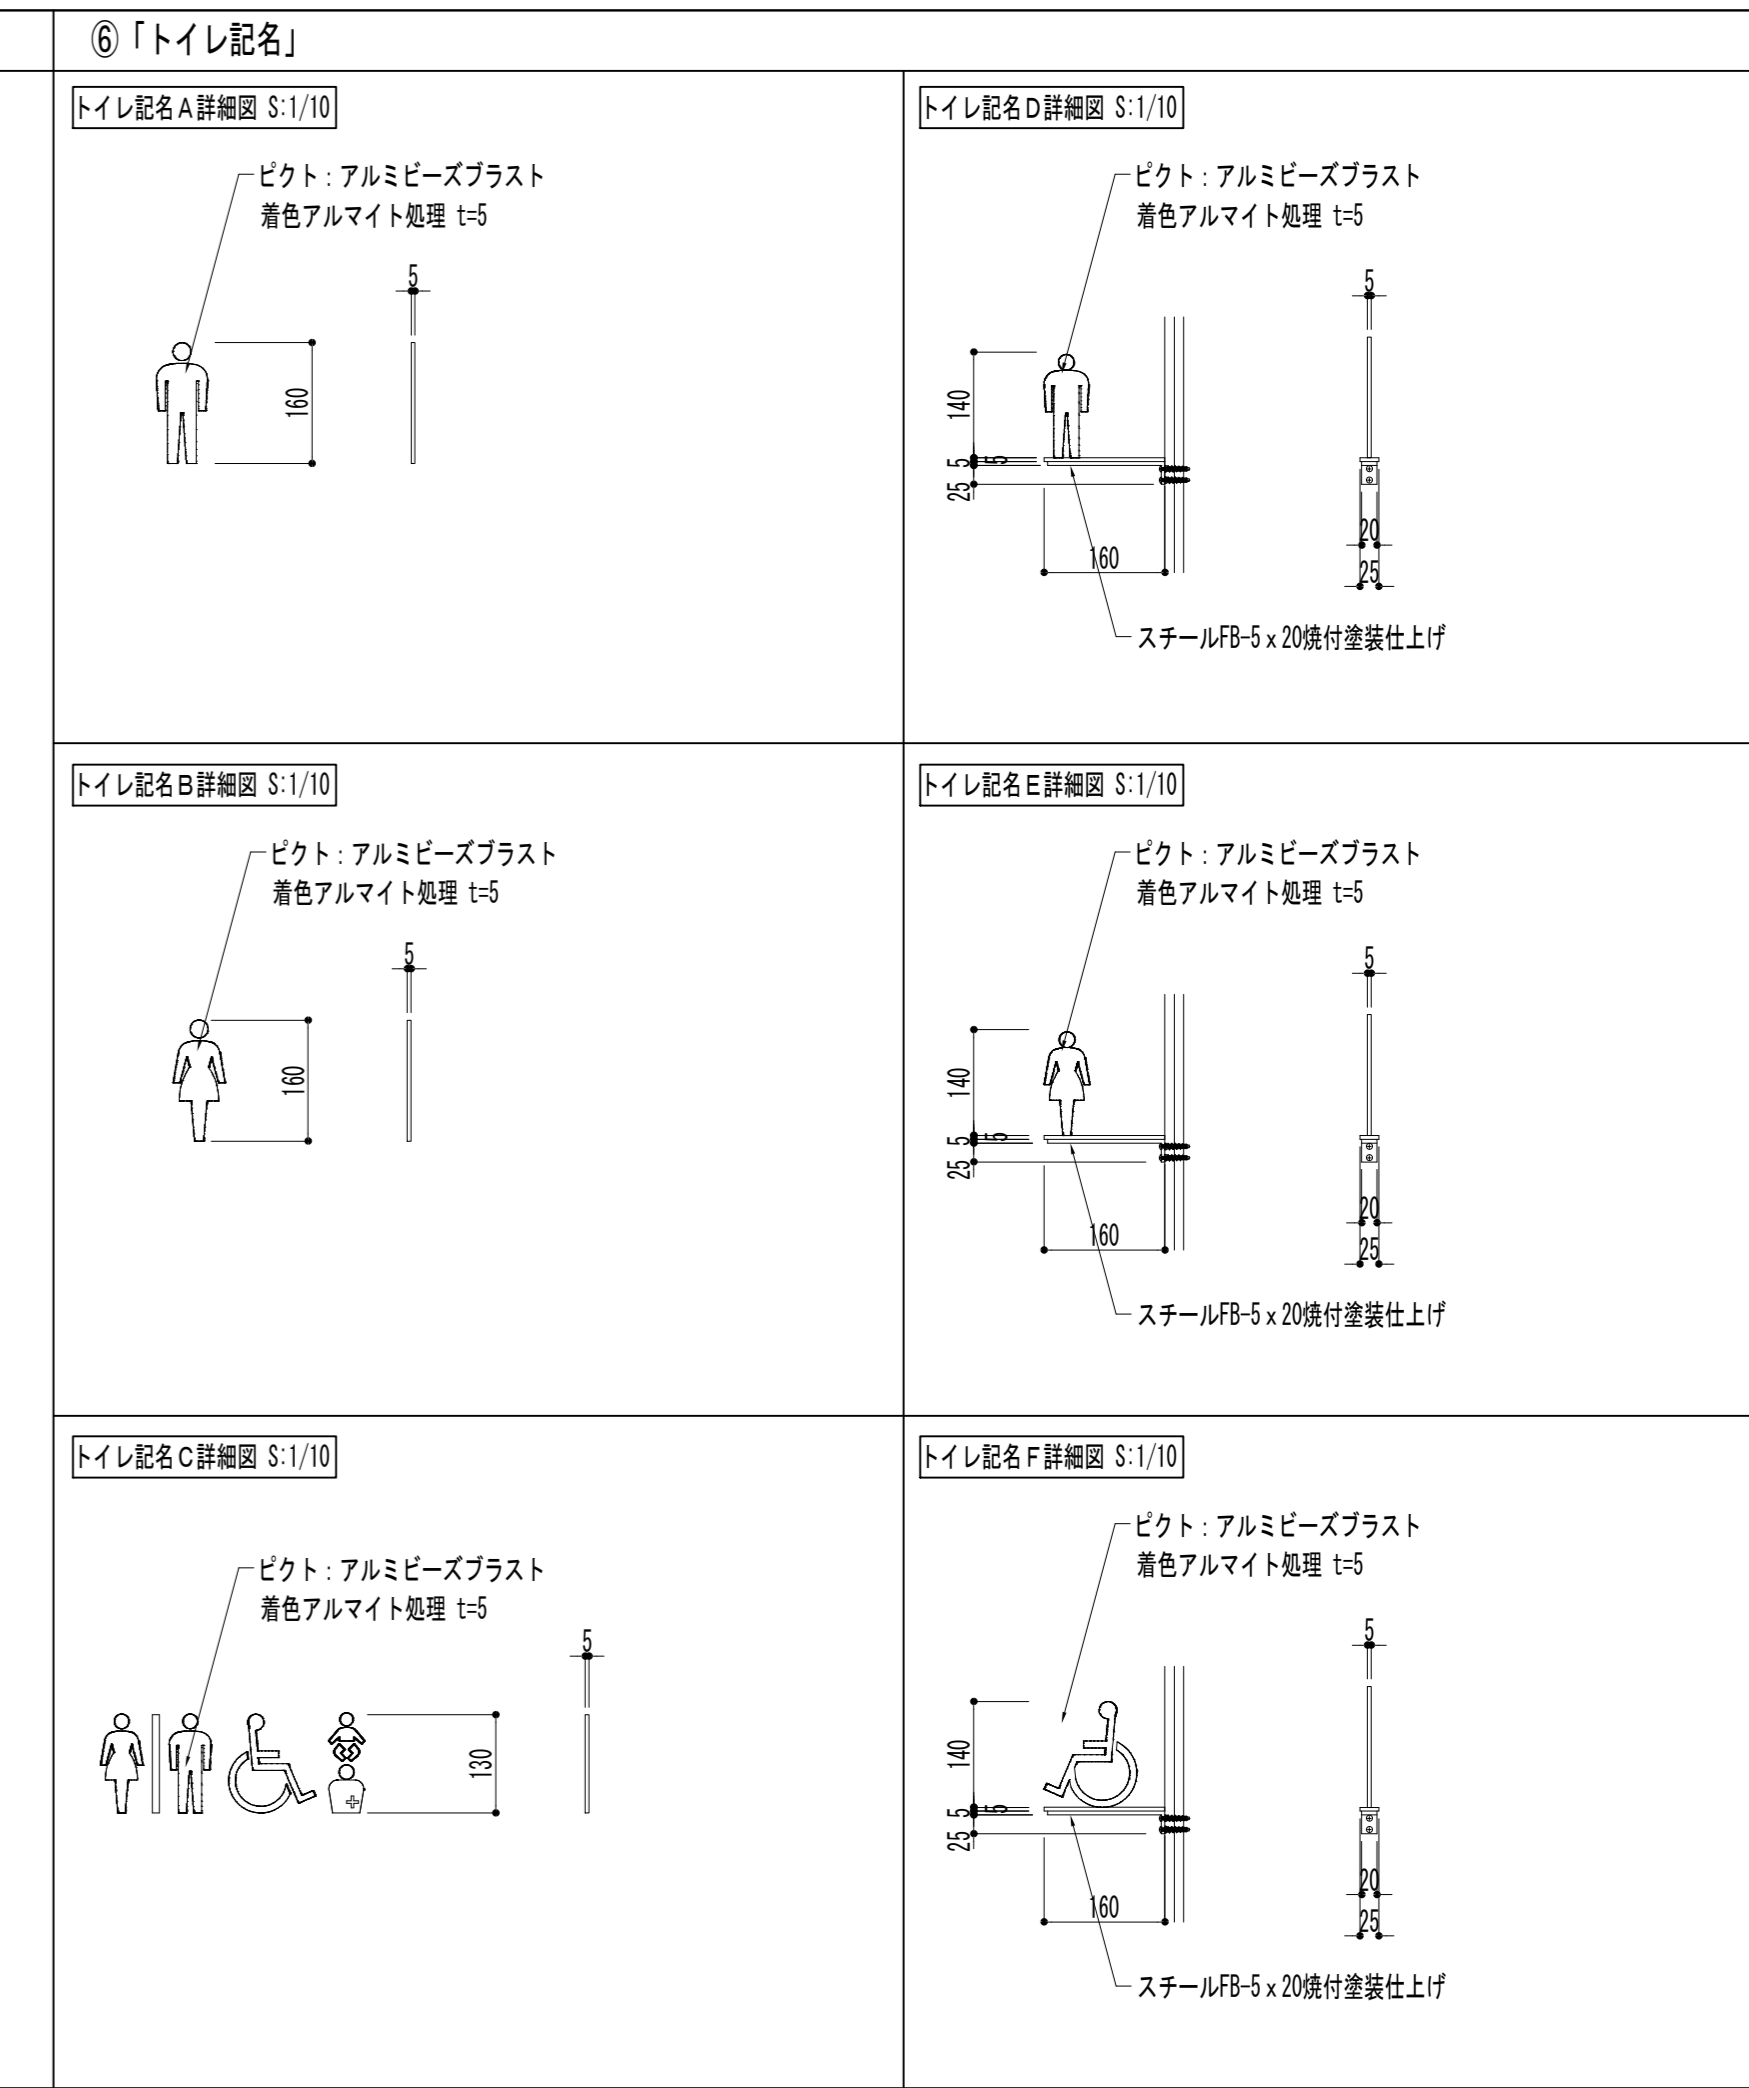 ⑥「トイレ記名」
トイレ記名A詳細図 S:1/10
ピクト：アルミビーズブラスト
着色アルマイト処理 t=5
5
160
トイレ記名D詳細図 S:1/10
ピクト：アルミビーズブラスト
着色アルマイト処理 t=5
5
140
5
5
25
160
20
25
スチールFB-5ｘ20焼付塗装仕上げ
トイレ記名B詳細図 S:1/10
ピクト：アルミビーズブラスト
着色アルマイト処理 t=5
5
160
トイレ記名E詳細図 S:1/10
ピクト：アルミビーズブラスト
着色アルマイト処理 t=5
5
140
5
5
25
160
20
25
スチールFB-5ｘ20焼付塗装仕上げ
トイレ記名C詳細図 S:1/10
ピクト：アルミビーズブラスト
着色アルマイト処理 t=5
5
130
トイレ記名F詳細図 S:1/10
ピクト：アルミビーズブラスト
着色アルマイト処理 t=5
5
140
5
5
25
160
20
25
スチールFB-5ｘ20焼付塗装仕上げ